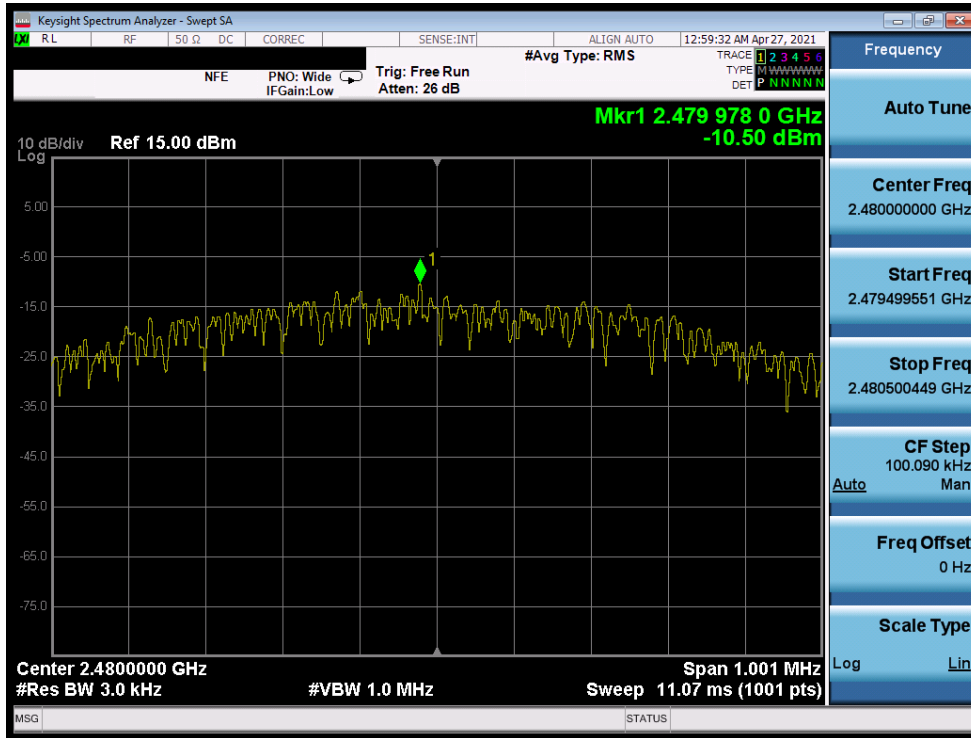 Keysight Spectrum Analyzer - Swept SA
LXI RL RF 50 Ω DC CORREC SENSE:INT ALIGN AUTO 12:59:32 AM Apr 27, 2021
#Avg Type: RMS TRACE 1 2 3 4 5 6
NFE PNO: Wide Trig: Free Run TYPE M WWWWW
IFGain:Low Atten: 26 dB DET P N N N N N
Mkr1 2.479 978 0 GHz
-10.50 dBm
10 dB/div Ref 15.00 dBm
Log
5.00
-5.00
1
-15.0
-25.0
-35.0
-45.0
-55.0
-65.0
-75.0
Center 2.4800000 GHz Span 1.001 MHz
#Res BW 3.0 kHz #VBW 1.0 MHz Sweep 11.07 ms (1001 pts)
MSG STATUS
Frequency
Auto Tune
Center Freq
2.480000000 GHz
Start Freq
2.479499551 GHz
Stop Freq
2.480500449 GHz
CF Step
100.090 kHz
Auto Man
Freq Offset
0 Hz
Scale Type
Log Lin